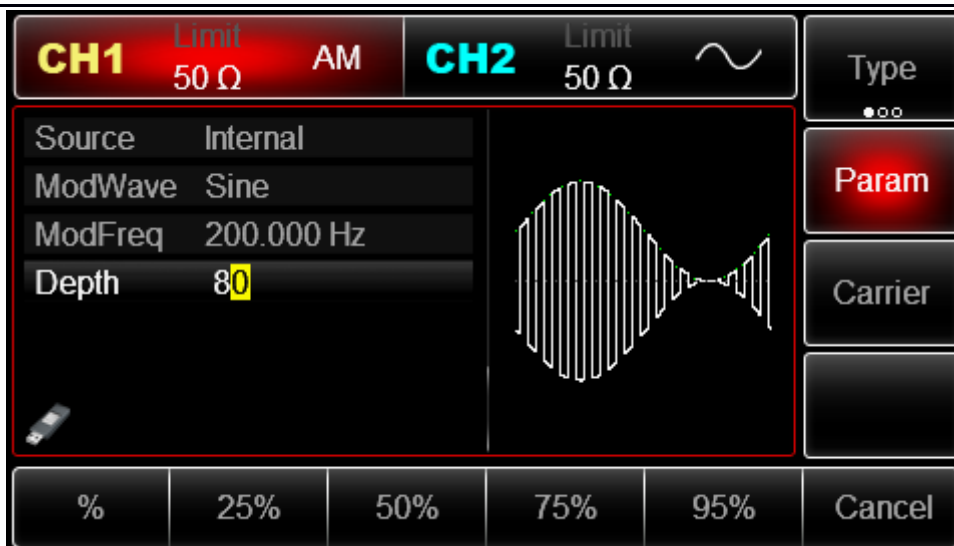 CH1 Limit 50 Ω AM CH2 Limit 50 Ω
Type
Source Internal
ModWave Sine
Param
ModFreq 200.000 Hz
Depth 80
Carrier
% 25% 50% 75% 95% Cancel